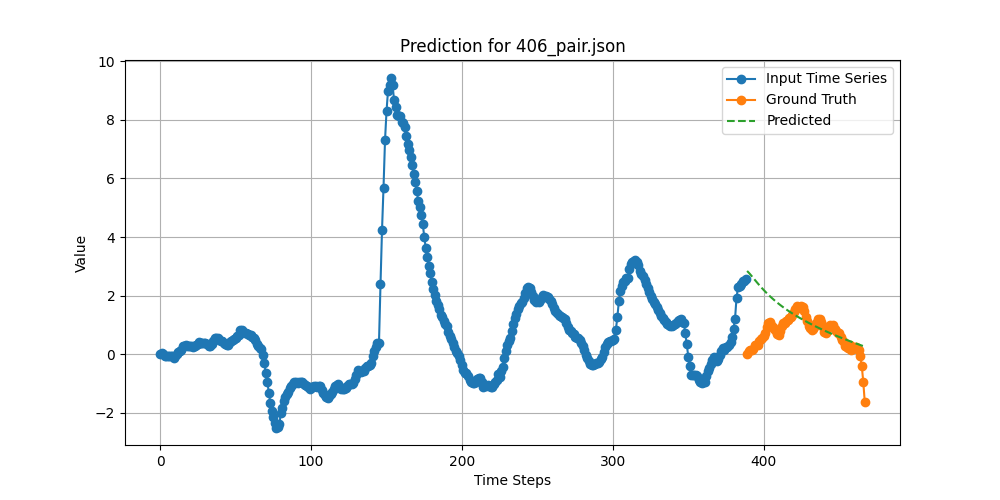 Prediction for 406_pair.json
Input Time Series
Ground Truth
Predicted
Value
10
8
6
4
2
0
−2
0
100
200
300
400
Time Steps